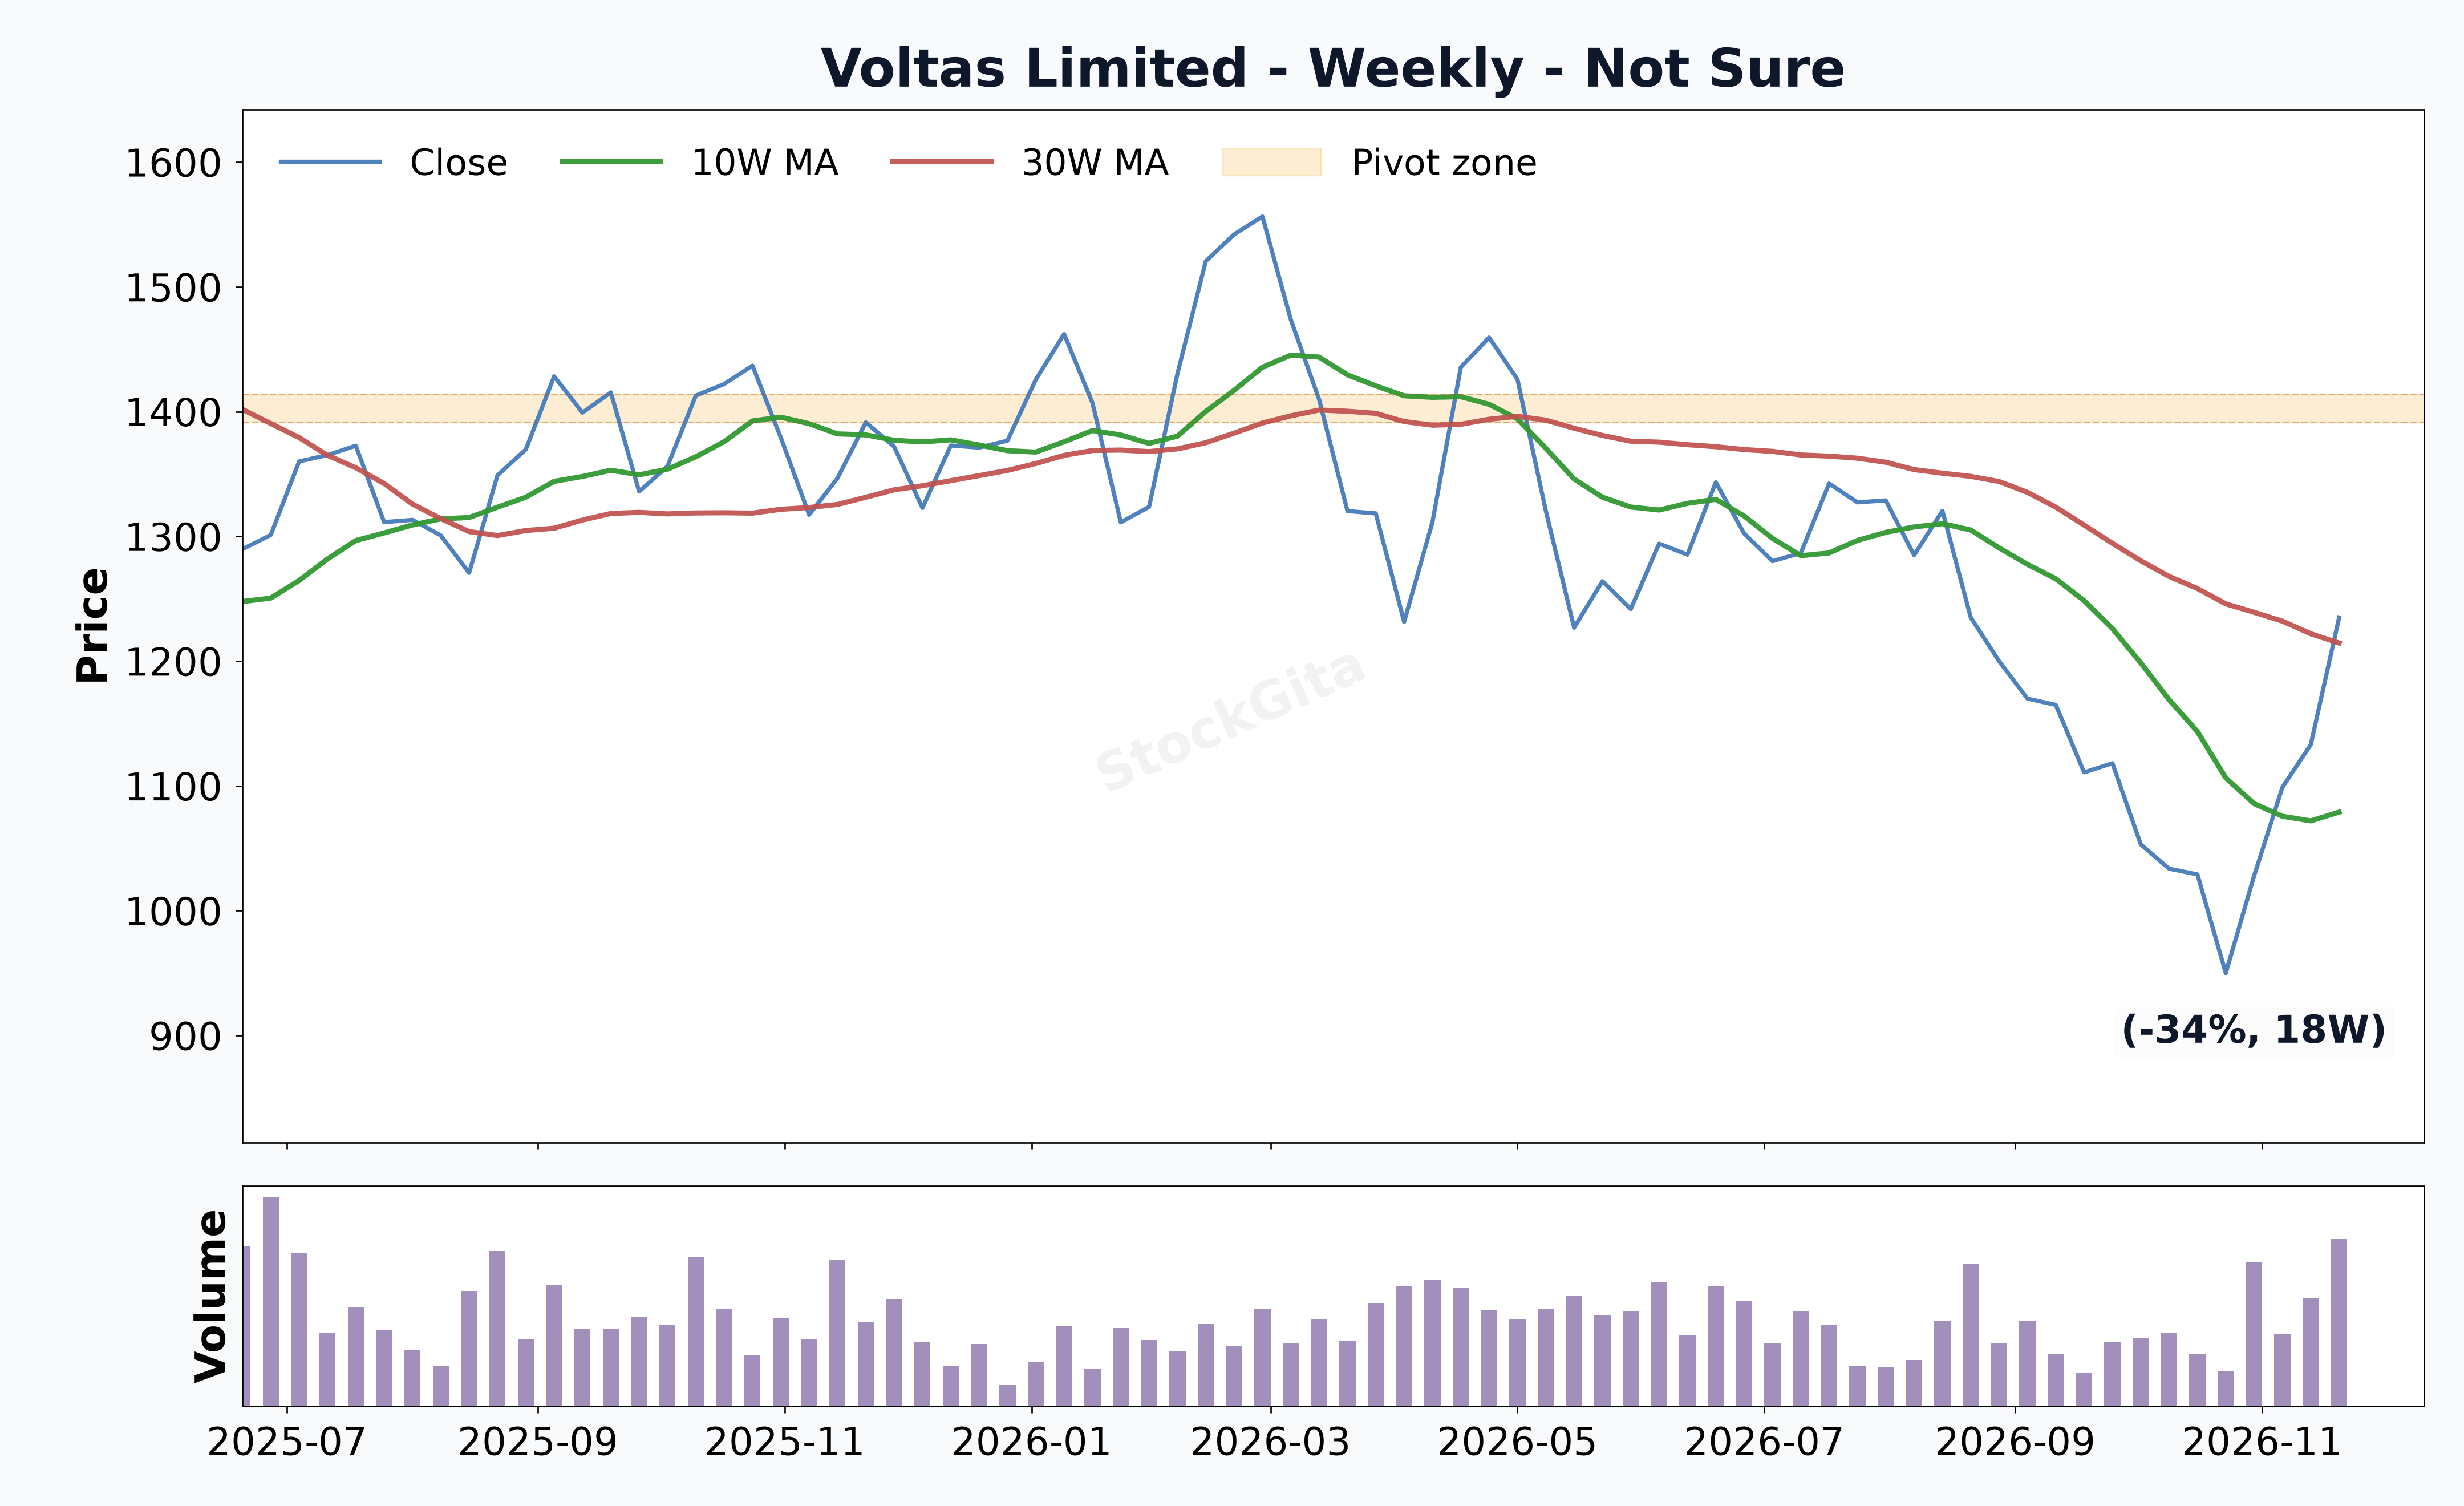 Voltas Limited - Weekly - Not Sure
Close 10W MA 30W MA Pivot zone
Price
1600
1500
1400
1300
1200
1100
1000
900
StockGita
(-34%, 18W)
Volume
2025-07 2025-09 2025-11 2026-01 2026-03 2026-05 2026-07 2026-09 2026-11